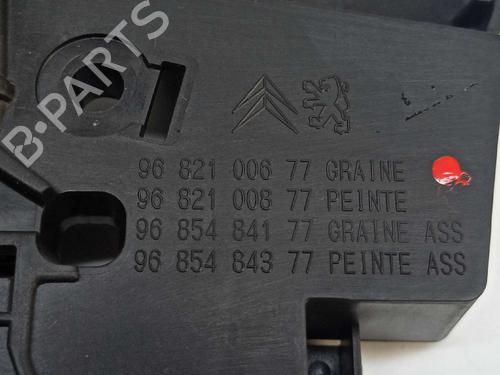 B-PARTS
96 821 006 77 GRAINE
96 821 008 77 PEINTE
96 854 841 77 GRAINE ASS
96 854 843 77 PEINTE ASS